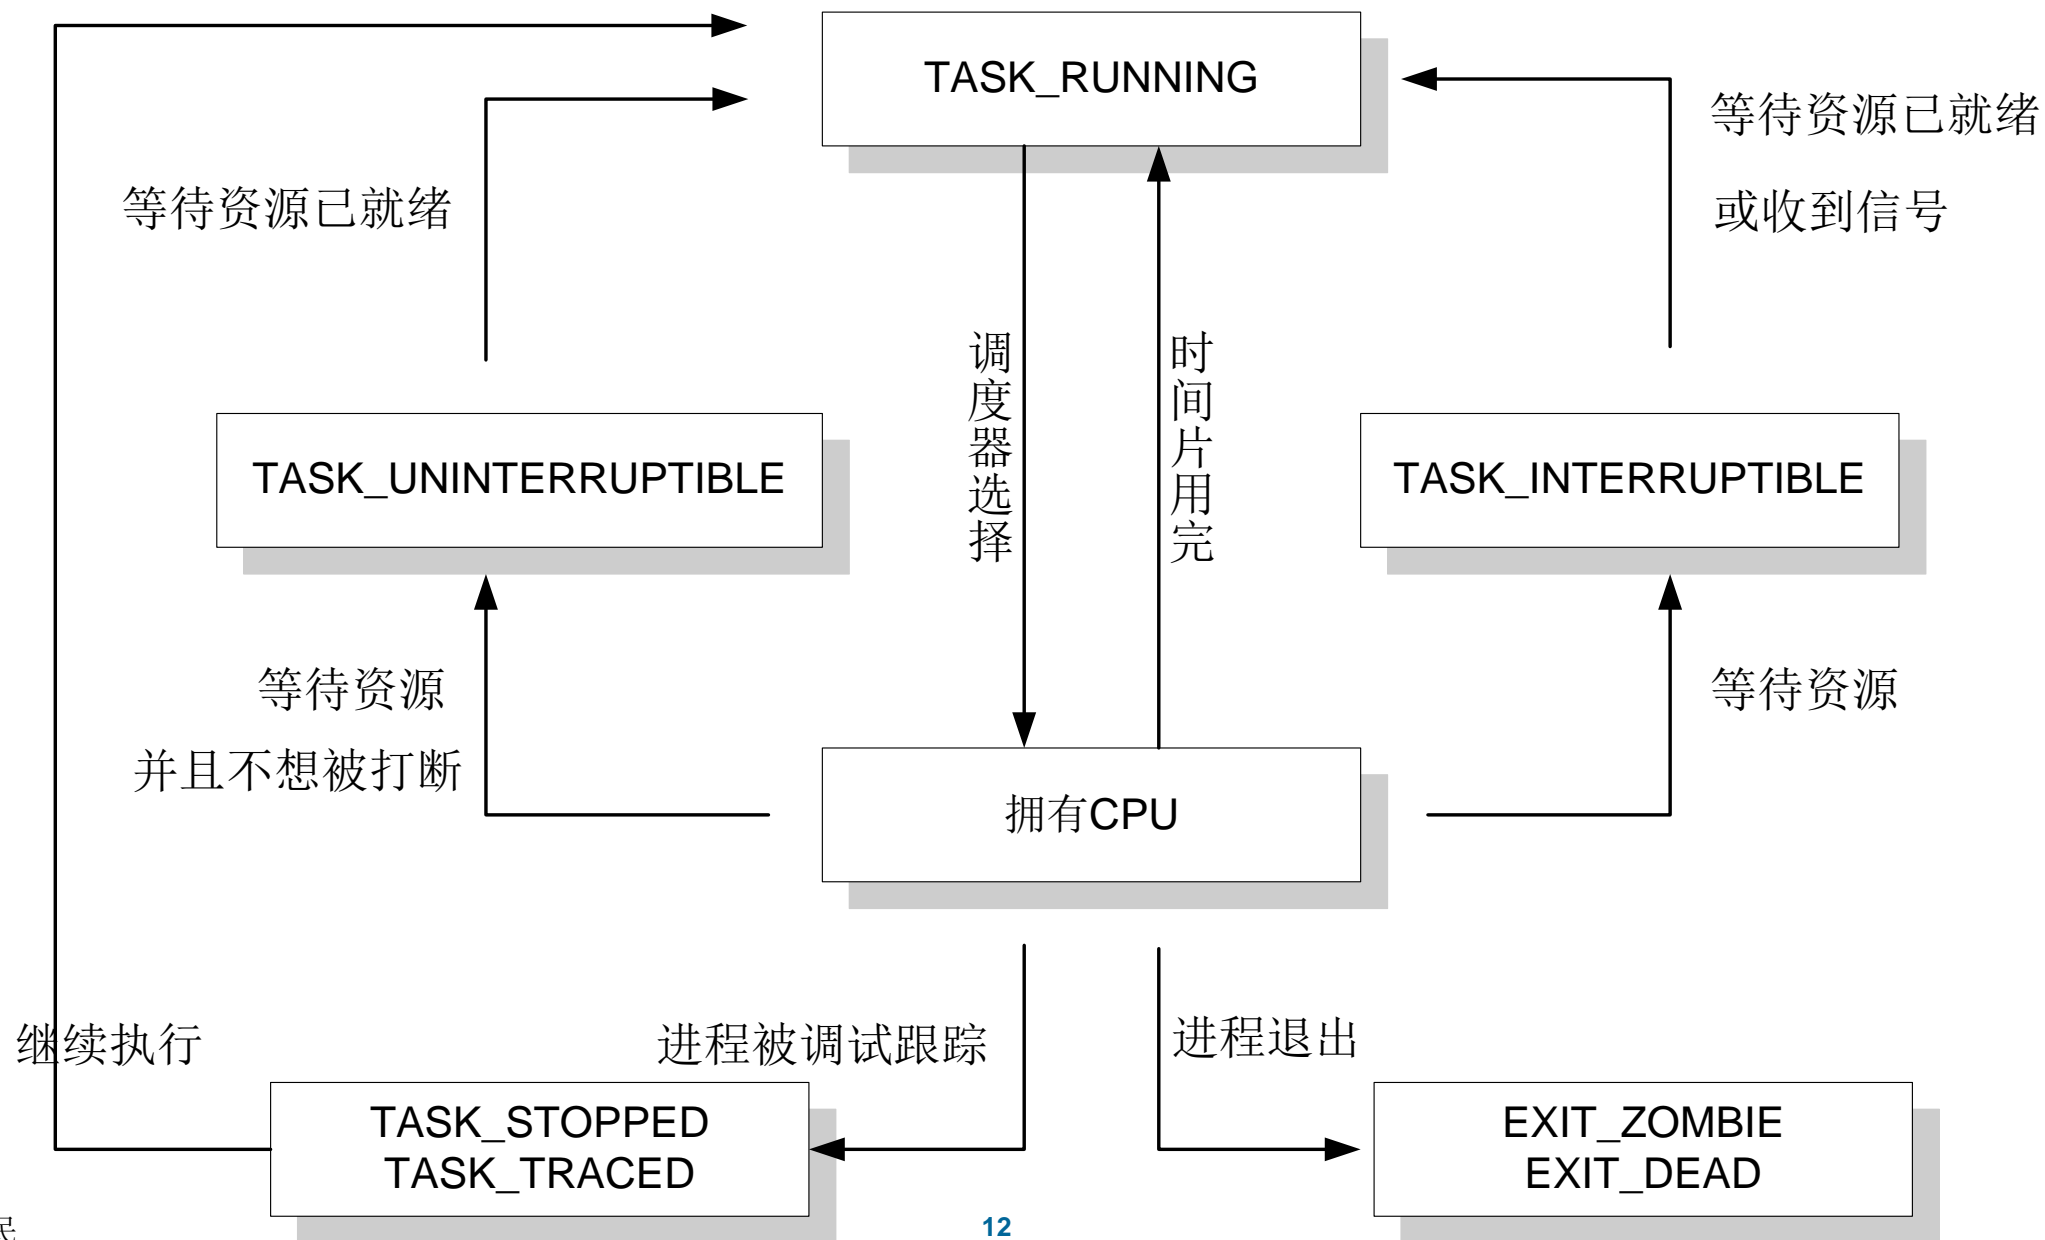 TASK_RUNNING
等待资源已就绪
或收到信号
等待资源已就绪
调度器选择
时间片用完
TASK_UNINTERRUPTIBLE
TASK_INTERRUPTIBLE
等待资源
并且不想被打断
等待资源
拥有CPU
继续执行
进程被调试跟踪
进程退出
TASK_STOPPED
TASK_TRACED
EXIT_ZOMBIE
EXIT_DEAD
12